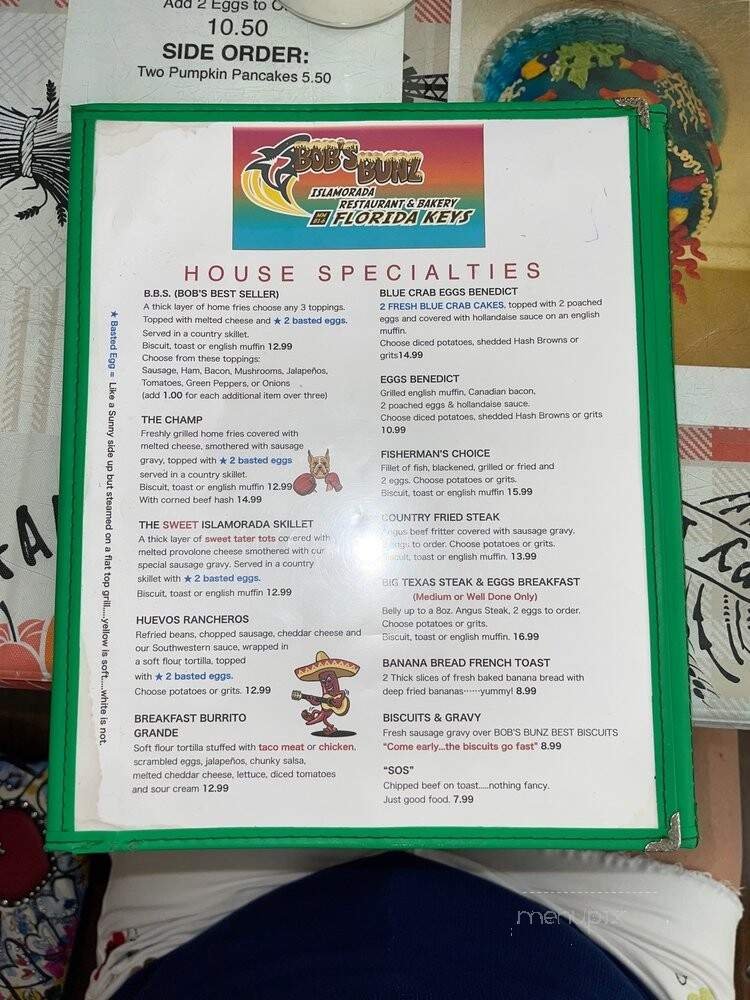 Add 2 Eggs to
10.50
SIDE ORDER:
Two Pumpkin Pancakes 5.50
BOB'S BUNZ
ISLAMORADA
RESTAURANT & BAKERY
FLORIDA KEYS
HOUSE SPECIALTIES
B.B.S. (BOB'S BEST SELLER)
A thick layer of home fries choose any 3 toppings.
Topped with melted cheese and ★ 2 basted eggs.
Served in a country skillet.
Biscuit, toast or english muffin 12.99
Choose from these toppings:
Sausage, Ham, Bacon, Mushrooms, Jalapeños,
Tomatoes, Green Peppers, or Onions
(add 1.00 for each additional item over three)
THE CHAMP
Freshly grilled home fries covered with
melted cheese, smothered with sausage
gravy, topped with ★ 2 basted eggs
served in a country skillet.
Biscuit, toast or english muffin 12.99
With corned beef hash 14.99
THE SWEET ISLAMORADA SKILLET
A thick layer of sweet tater tots covered with
melted provolone cheese smothered with our
special sausage gravy. Served in a country
skillet with ★ 2 basted eggs.
Biscuit, toast or english muffin 12.99
HUEVOS RANCHEROS
Refried beans, chopped sausage, cheddar cheese and
our Southwestern sauce, wrapped in
a soft flour tortilla, topped
with ★ 2 basted eggs.
Choose potatoes or grits. 12.99
BREAKFAST BURRITO
GRANDE
Soft flour tortilla stuffed with taco meat or chicken,
scrambled eggs, jalapeños, chunky salsa,
melted cheddar cheese, lettuce, diced tomatoes
and sour cream 12.99
★ Basted Egg = Like a Sunny side up but steamed on a flat top grill....yellow is soft....white is not.
BLUE CRAB EGGS BENEDICT
2 FRESH BLUE CRAB CAKES, topped with 2 poached
eggs and covered with hollandaise sauce on an english
muffin.
Choose diced potatoes, shedded Hash Browns or
grits14.99
EGGS BENEDICT
Grilled english muffin, Canadian bacon,
2 poached eggs & hollandaise sauce.
Choose diced potatoes, shedded Hash Browns or grits
10.99
FISHERMAN'S CHOICE
Fillet of fish, blackened, grilled or fried and
2 eggs. Choose potatoes or grits.
Biscuit, toast or english muffin 15.99
COUNTRY FRIED STEAK
Angus beef fritter covered with sausage gravy.
2 eggs to order. Choose potatoes or grits.
Biscuit, toast or english muffin. 13.99
BIG TEXAS STEAK & EGGS BREAKFAST
(Medium or Well Done Only)
Belly up to a 8oz. Angus Steak, 2 eggs to order.
Choose potatoes or grits.
Biscuit, toast or english muffin. 16.99
BANANA BREAD FRENCH TOAST
2 Thick slices of fresh baked banana bread with
deep fried bananas······yummy! 8.99
BISCUITS & GRAVY
Fresh sausage gravy over BOB'S BUNZ BEST BISCUITS
"Come early...the biscuits go fast" 8.99
"SOS"
Chipped beef on toast.....nothing fancy.
Just good food. 7.99
menupix